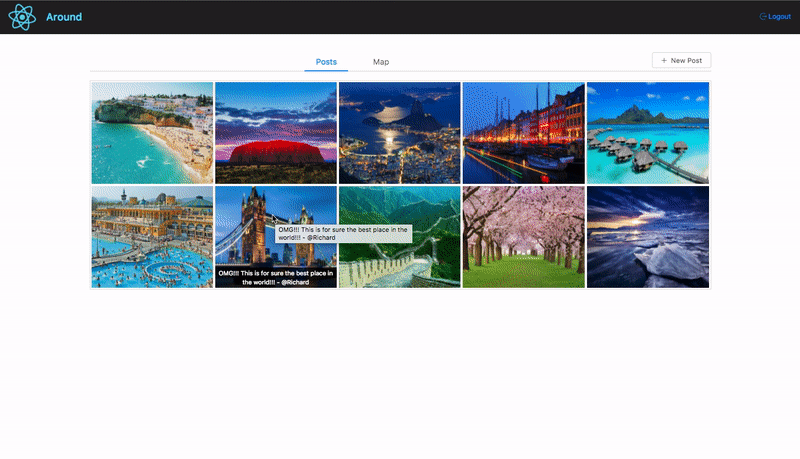 Around
Logout
Posts
Map
+ New Post
OMG!!! This is for sure the best place in the
world!!! - @Richard
OMG!!! This is for sure the best place in
the world!!! - @Richard